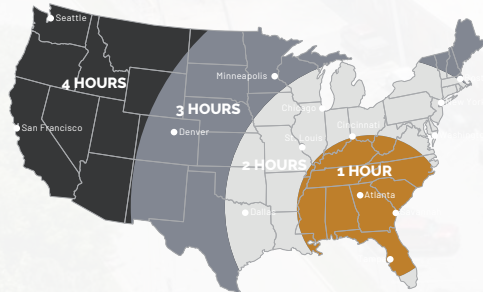 Seattle
4 HOURS
Minneapolis
3 HOURS
Chicago
San Francisco
Denver
Cincinnati
St. Louis
2 HOURS
1 HOUR
Atlanta
Dallas